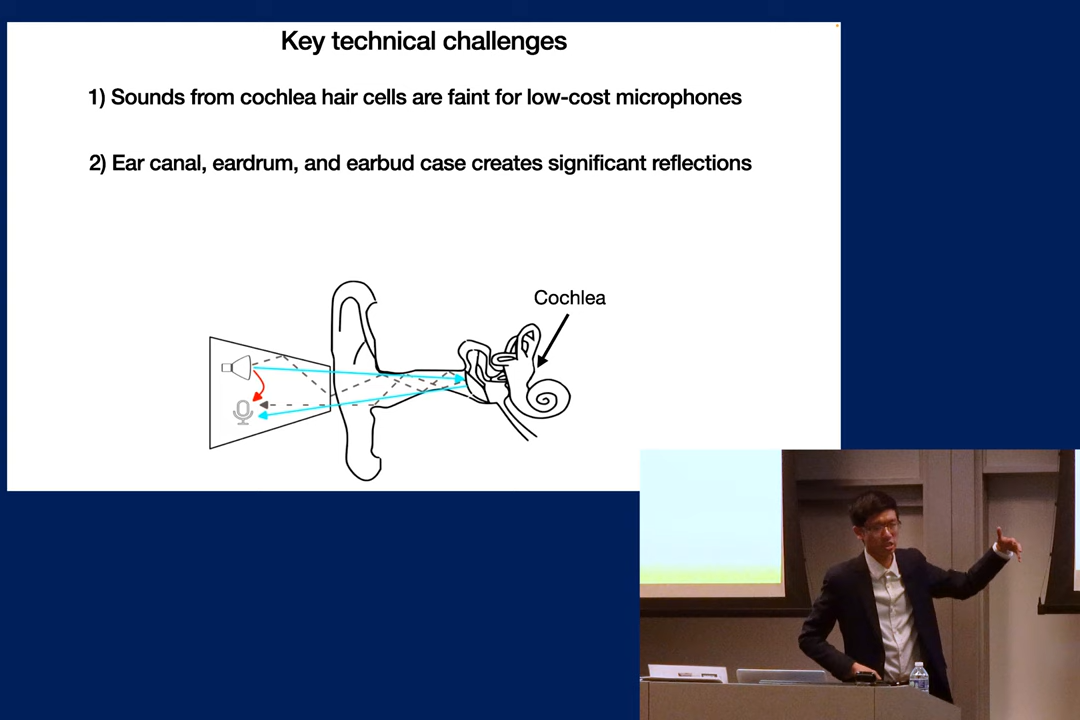 Key technical challenges
1) Sounds from cochlea hair cells are faint for low-cost microphones
2) Ear canal, eardrum, and earbud case creates significant reflections
Cochlea